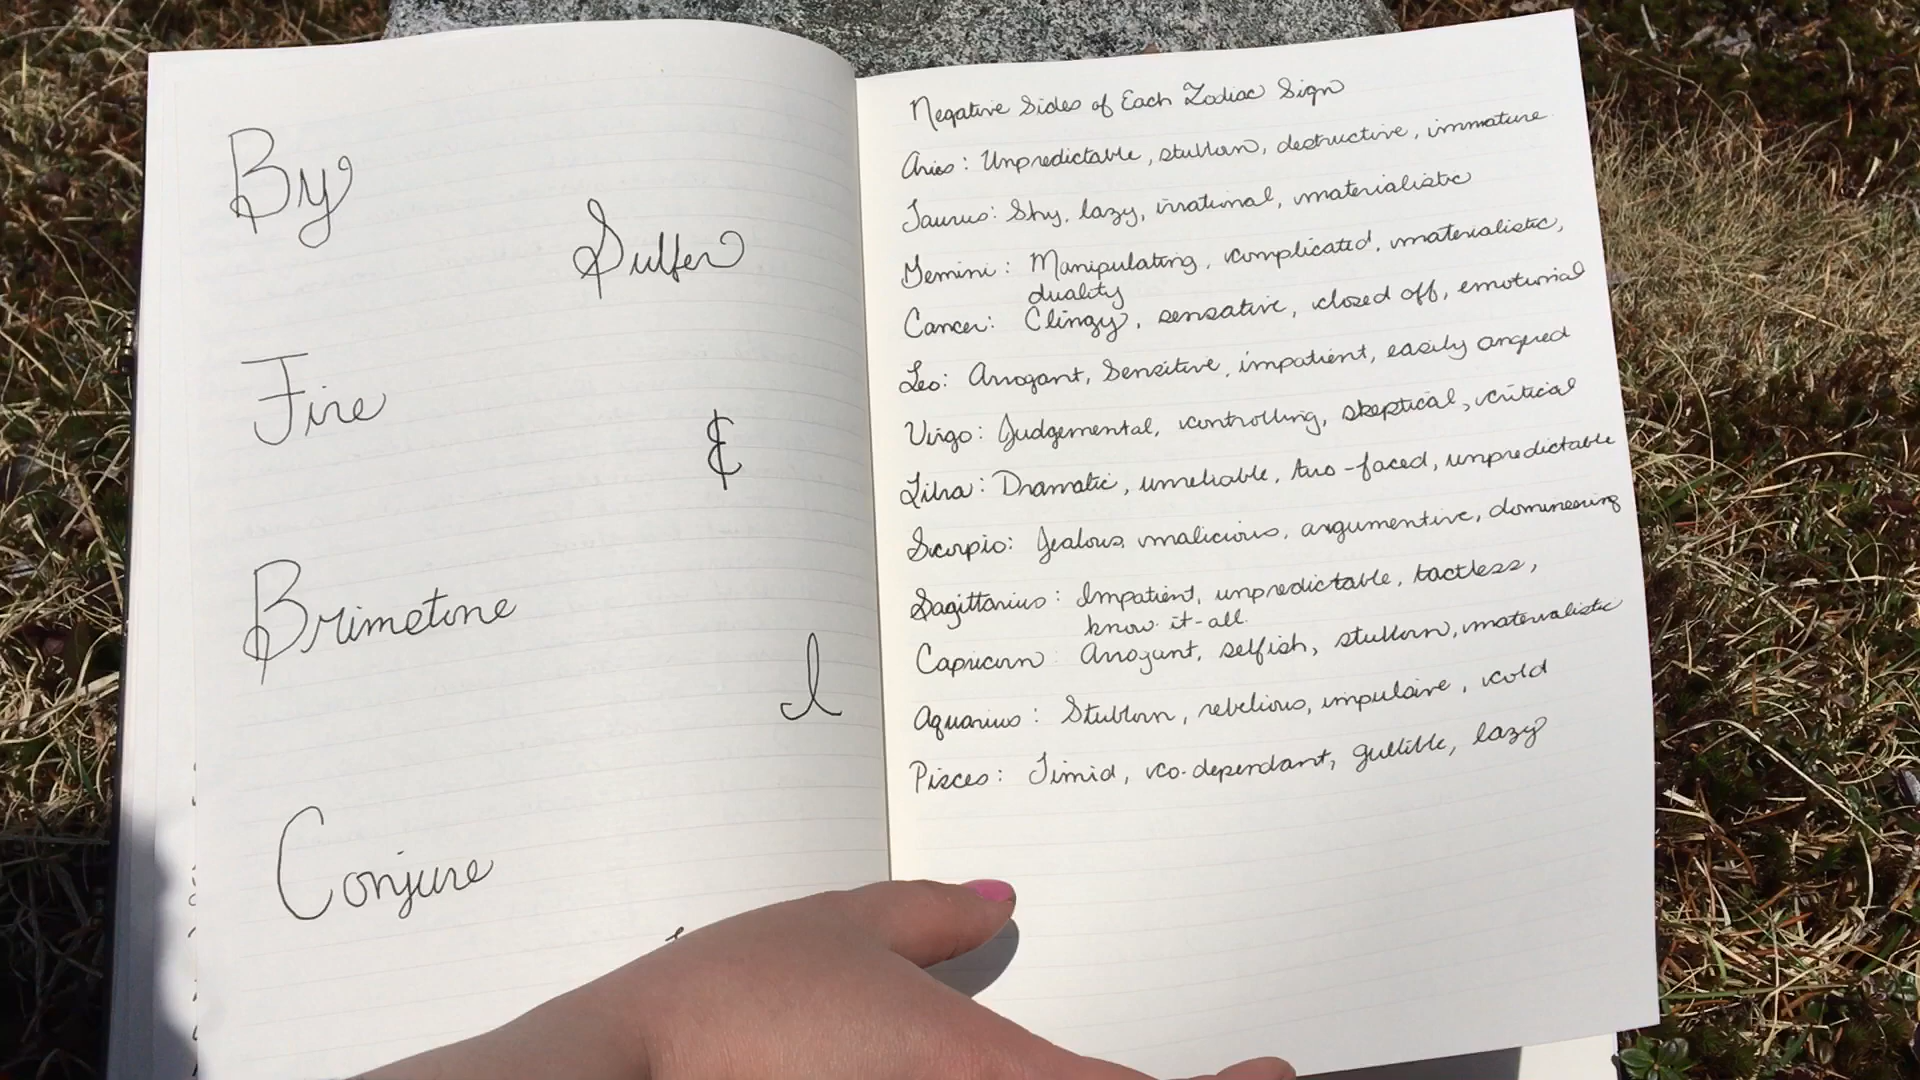 By
Sulfer
Fire
&
Brimstone
I
Conjure
Negative Sides of Each Zodiac Sign
Aries: Unpredictable, stubborn, destructive, immature
Taurus: Shy, lazy, irrational, materialistic
Gemini: Manipulating, complicated, materialistic,
duality
Cancer: Clingy, sensative, closed off, emotional
Leo: Arrogant, Sensitive, impatient, easily angered
Virgo: Judgemental, controlling, skeptical, critical
Libra: Dramatic, unreliable, two-faced, unpredictable
Scorpio: Jealous, malicious, argumentive, domineering
Sagittarius: Impatient, unpredictable, tactless,
know-it-all.
Capricorn: Arrogant, selfish, stubborn, materialistic
Aquarius: Stubborn, rebelious, impulsive, cold
Pisces: Timid, co-dependant, gullible, lazy